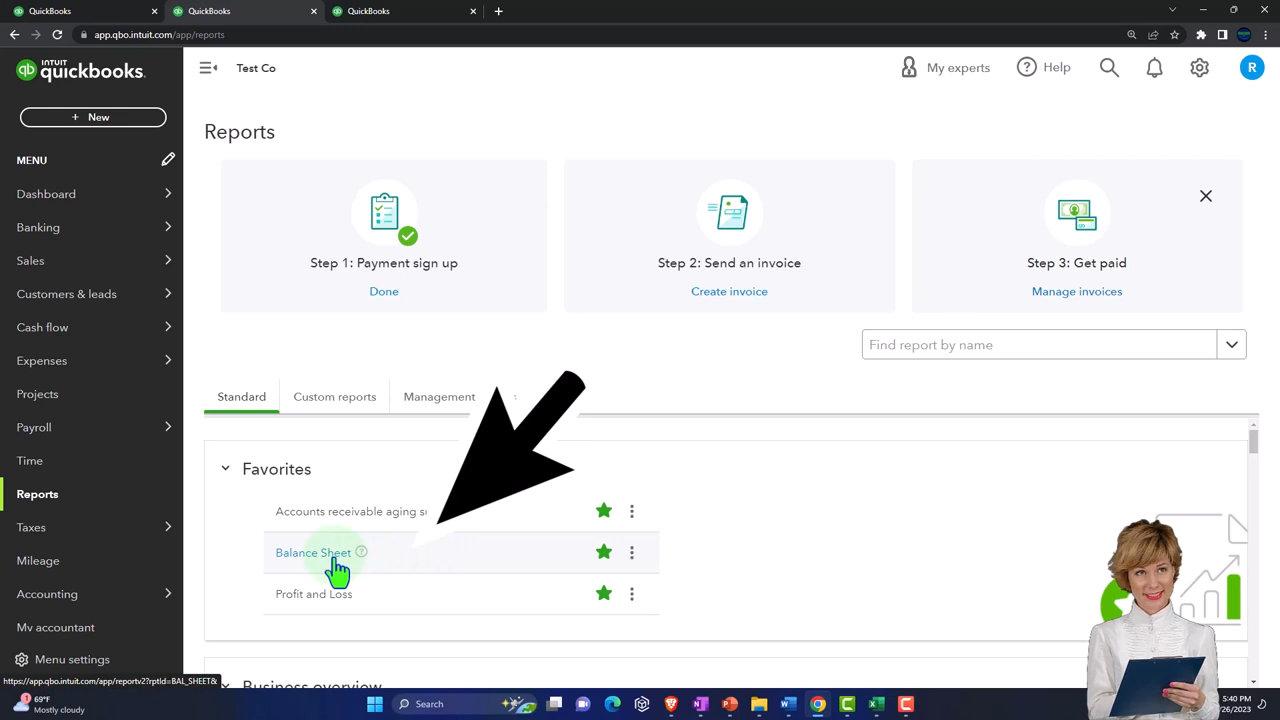 QuickBooks
QuickBooks
QuickBooks
app.qbo.intuit.com/app/reports
INTUIT
quickbooks.
Test Co
My experts
Help
R
+ New
MENU
Dashboard
Banking
Sales
Customers & leads
Cash flow
Expenses
Projects
Payroll
Time
Reports
Taxes
Mileage
Accounting
My account
Menu settings
Reports
Step 1: Payment sign up
Done
Step 2: Send an invoice
Create invoice
Step 3: Get paid
Manage invoices
Find report by name
Standard
Custom reports
Management
Favorites
Accounts receivable aging
Balance Sheet
Profit and Loss
Business overview
https://app.qbo.intuit.com/app/reportv2?rptId=BAL_SHEET&
69°F
Mostly cloudy
Search
5:40 PM
/26/2023